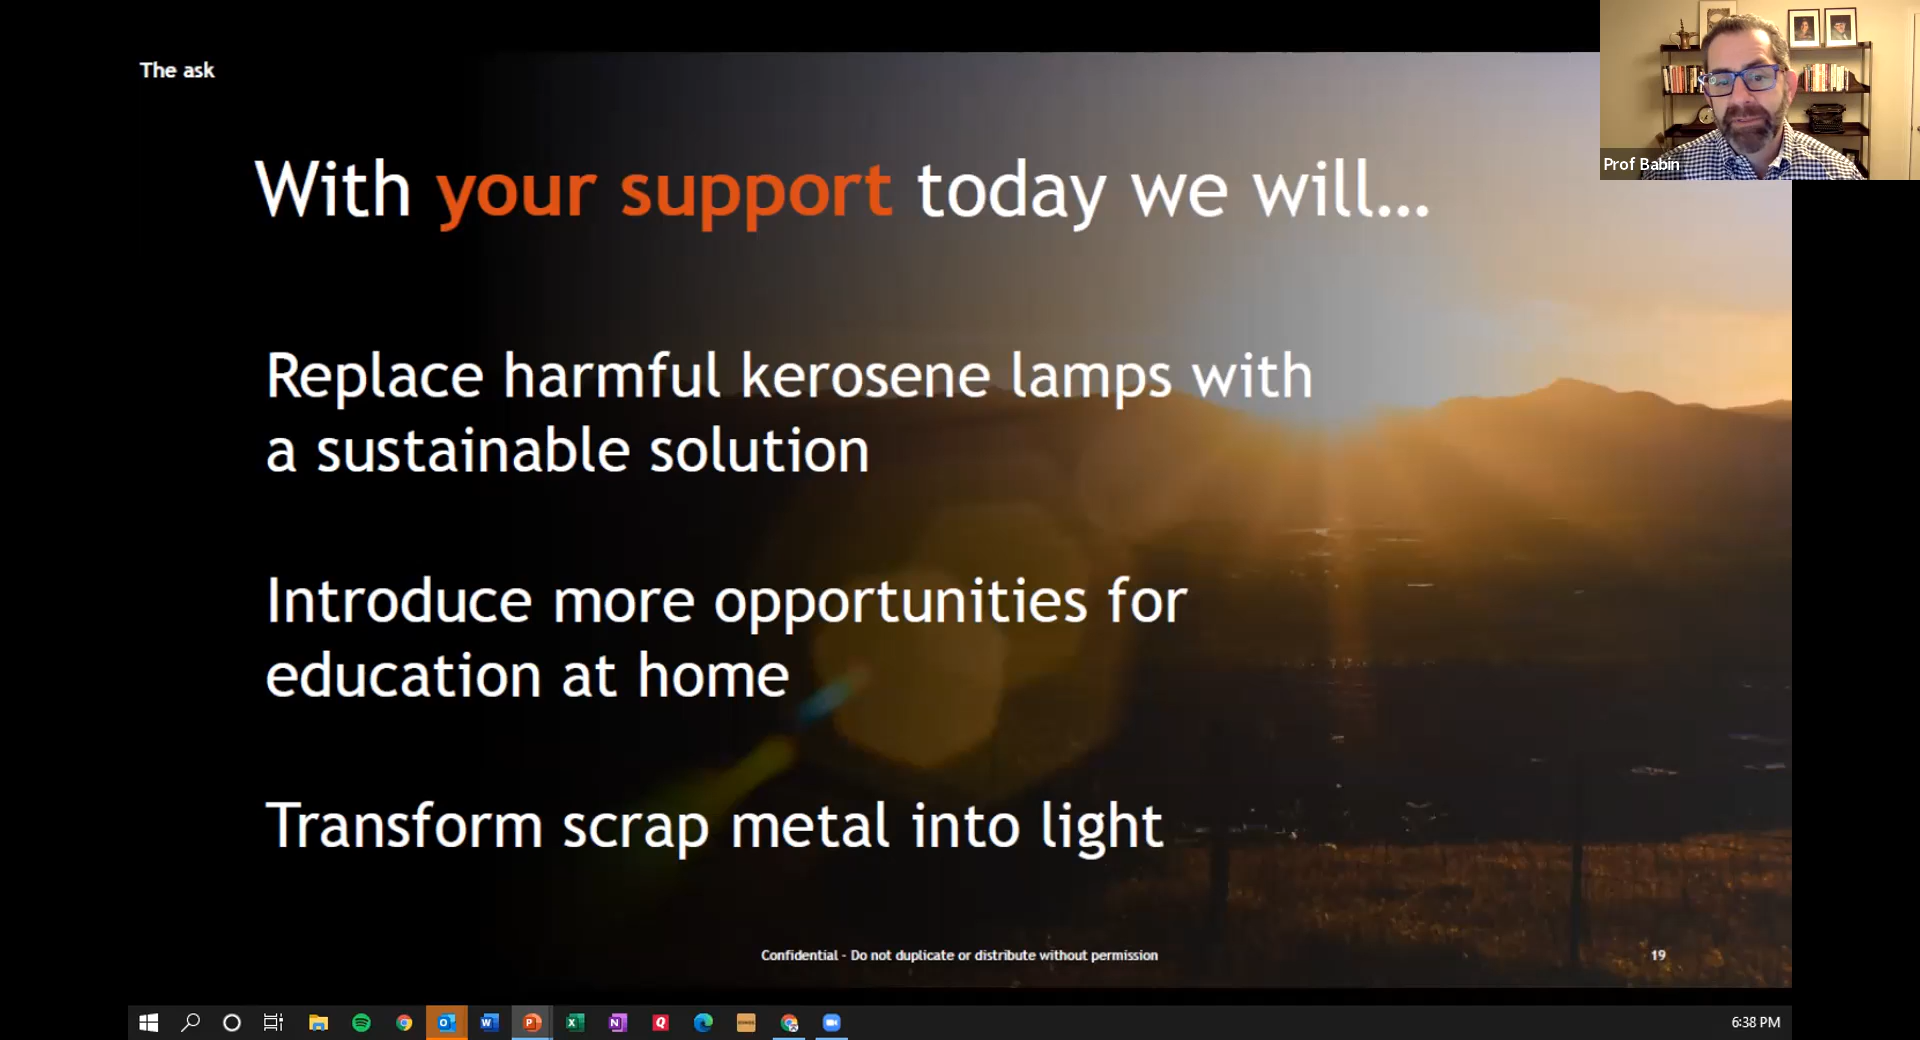 The ask
Prof Babin
With your support today we will...
Replace harmful kerosene lamps with
a sustainable solution
Introduce more opportunities for
education at home
Transform scrap metal into light
Confidential - Do not duplicate or distribute without permission
19
6:38 PM